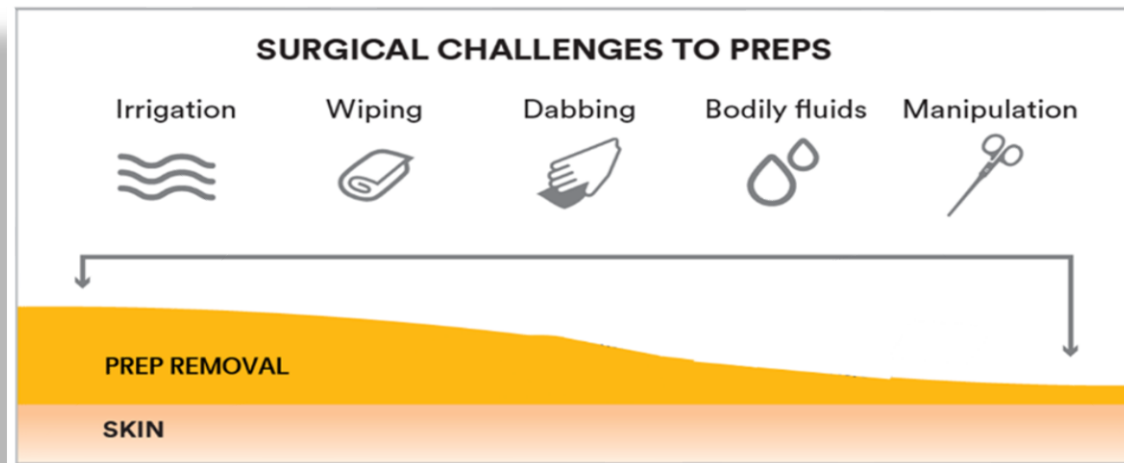 SURGICAL CHALLENGES TO PREPS
Irrigation Wiping Dabbing Bodily fluids Manipulation
PREP REMOVAL
SKIN